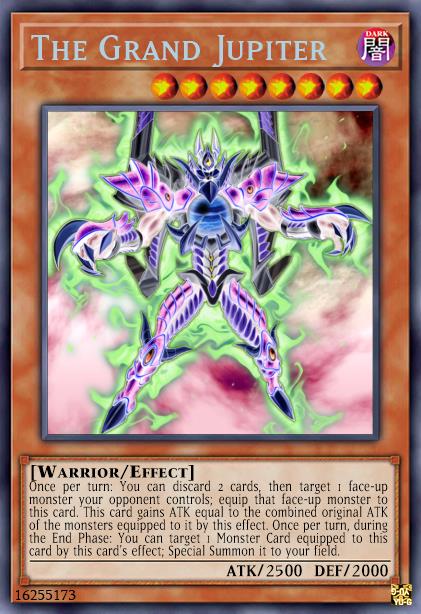 THE GRAND JUPITER
DARK
闇
[WARRIOR/EFFECT]
Once per turn: You can discard 2 cards, then target 1 face-up
monster your opponent controls; equip that face-up monster to
this card. This card gains ATK equal to the combined original ATK
of the monsters equipped to it by this effect. Once per turn, during
the End Phase: You can target 1 Monster Card equipped to this
card by this card's effect; Special Summon it to your field.
ATK/2500 DEF/2000
16255173